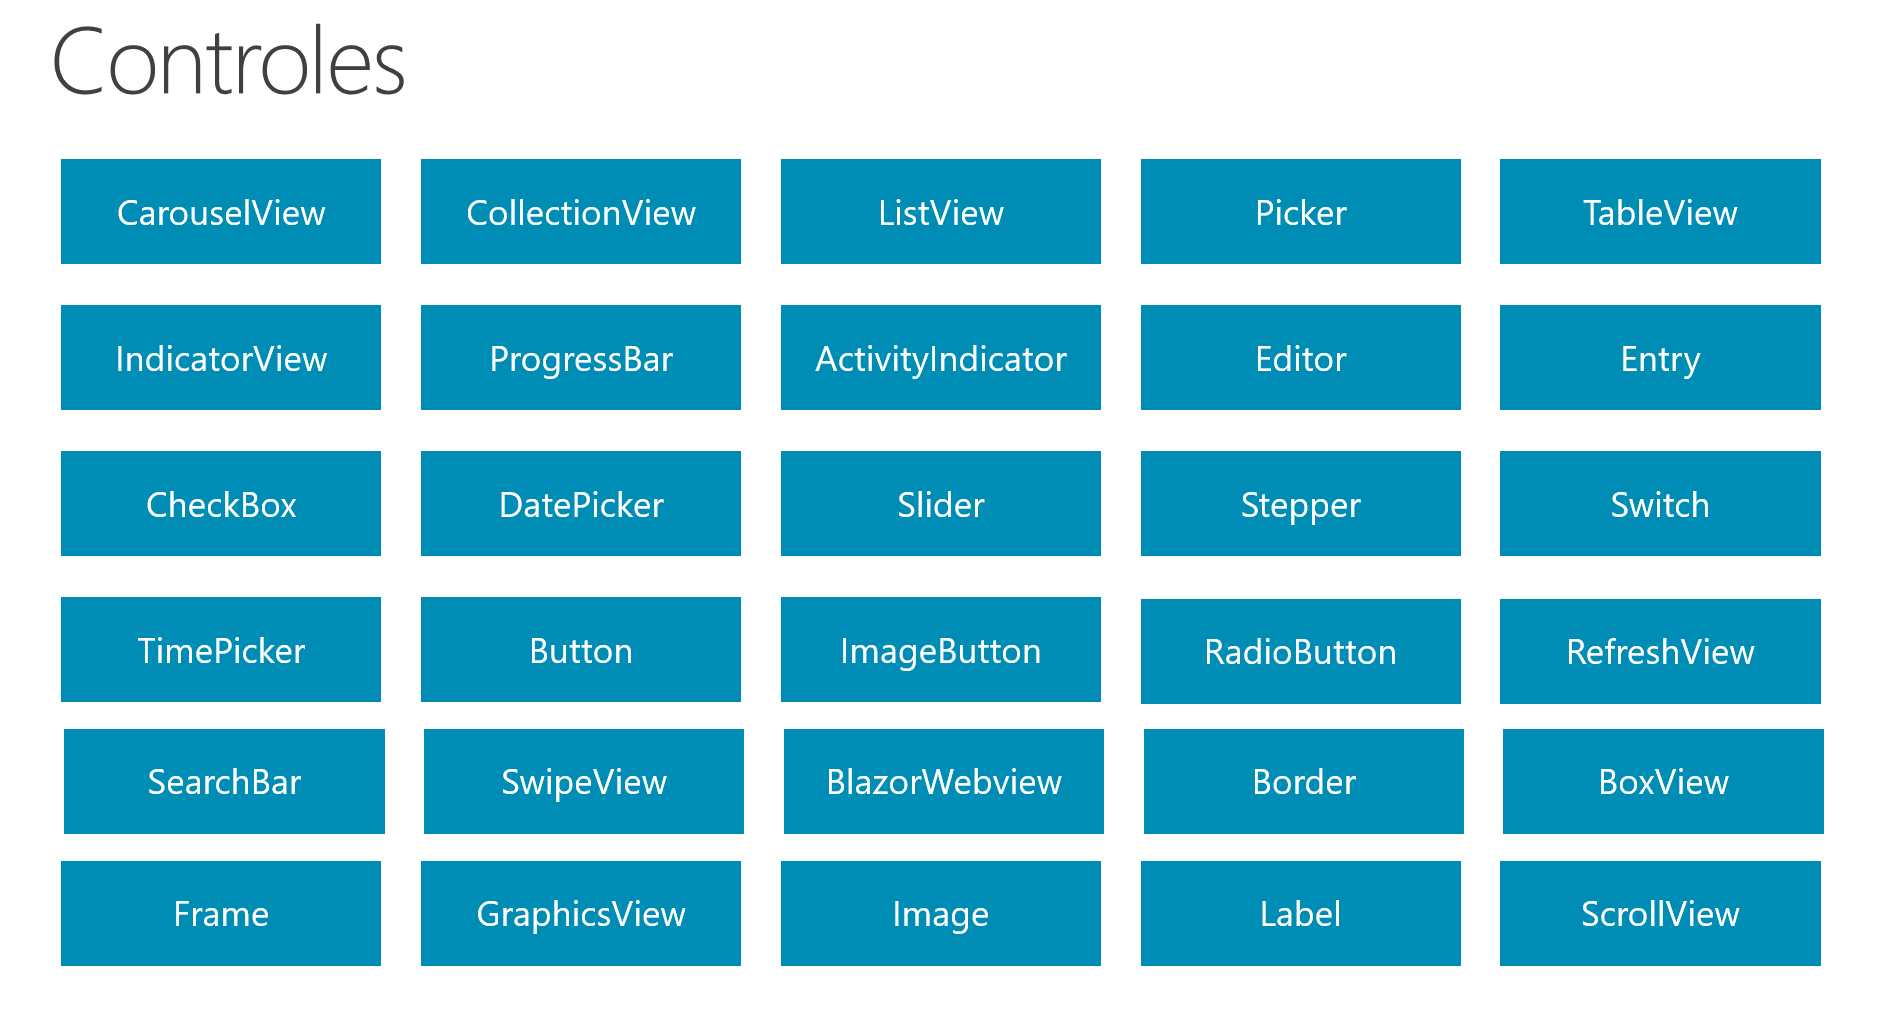 Controles
CarouselView
CollectionView
ListView
Picker
TableView
IndicatorView
ProgressBar
ActivityIndicator
Editor
Entry
CheckBox
DatePicker
Slider
Stepper
Switch
TimePicker
Button
ImageButton
RadioButton
RefreshView
SearchBar
SwipeView
BlazorWebview
Border
BoxView
Frame
GraphicsView
Image
Label
ScrollView